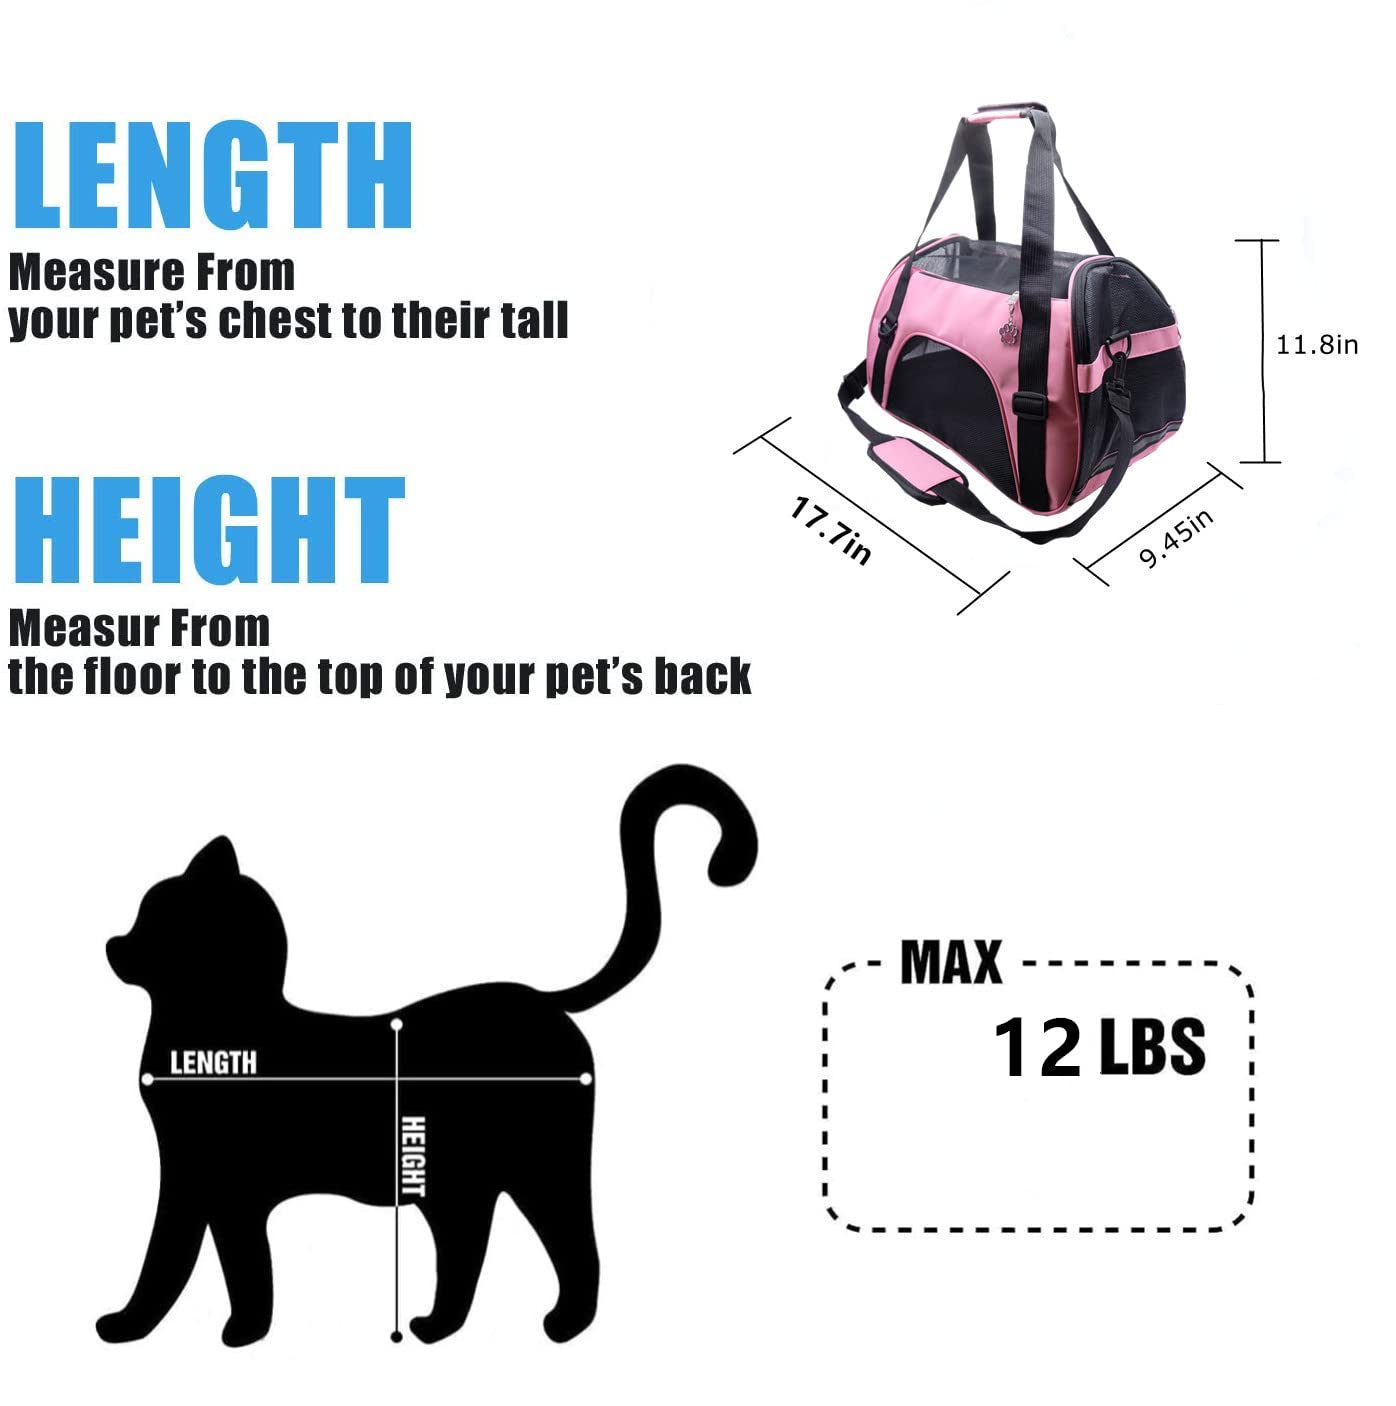 LENGTH
Measure From
your pet’s chest to their tall
11.8in
17.7in
9.45in
HEIGHT
Measur From
the floor to the top of your pet’s back
LENGTH
HEIGHT
MAX
12 LBS